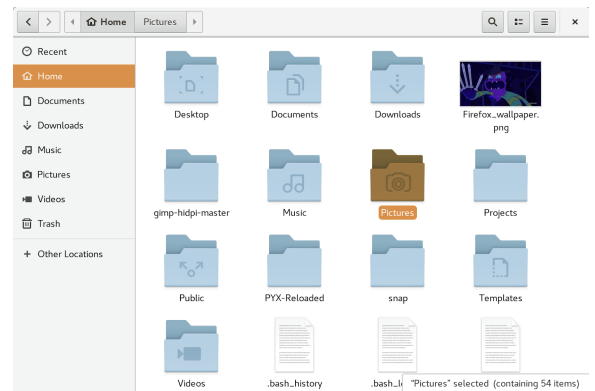 Home
Pictures
Recent
Home
Documents
Downloads
Music
Pictures
Videos
Trash
Other Locations
Desktop
Documents
Downloads
Firefox_wallpaper.
png
gimp-hidpi-master
Music
Pictures
Projects
Public
PYX-Reloaded
snap
Templates
Videos
.bash_history
"Pictures" selected (containing 54 items)